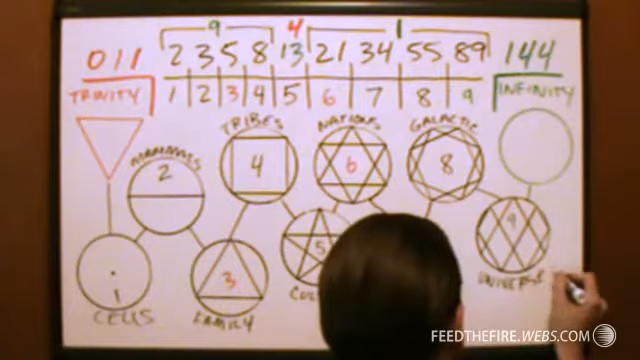 9 4 1
011 2 3 5 8 13 21 34 55 89 144
TRINITY 1 2 3 4 5 6 7 8 9 INFINITY
TRIBES NATIONS GALACTIC
2 4 6 8
1 3 5 9
CELLS FAMILY UNIVERSE
FEEDTHEFIRE.WEBS.COM